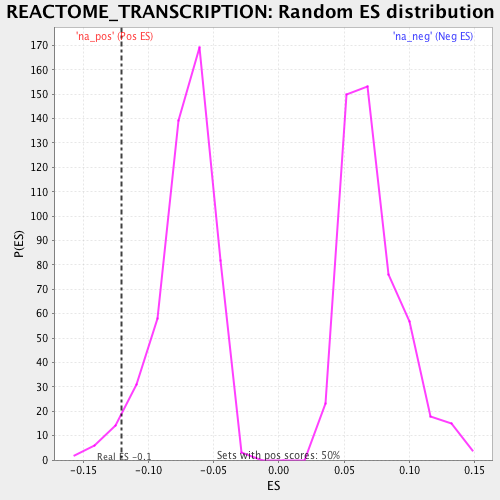 REACTOME_TRANSCRIPTION: Random ES distribution
'na_pos' (Pos ES)
'na_neg' (Neg ES)
170
160
150
140
130
120
110
100
90
80
70
60
50
40
30
20
10
0
P(ES)
Real ES -0.1
Sets with pos scores: 50%
-0.15 -0.10 -0.05 0.00 0.05 0.10 0.15
ES